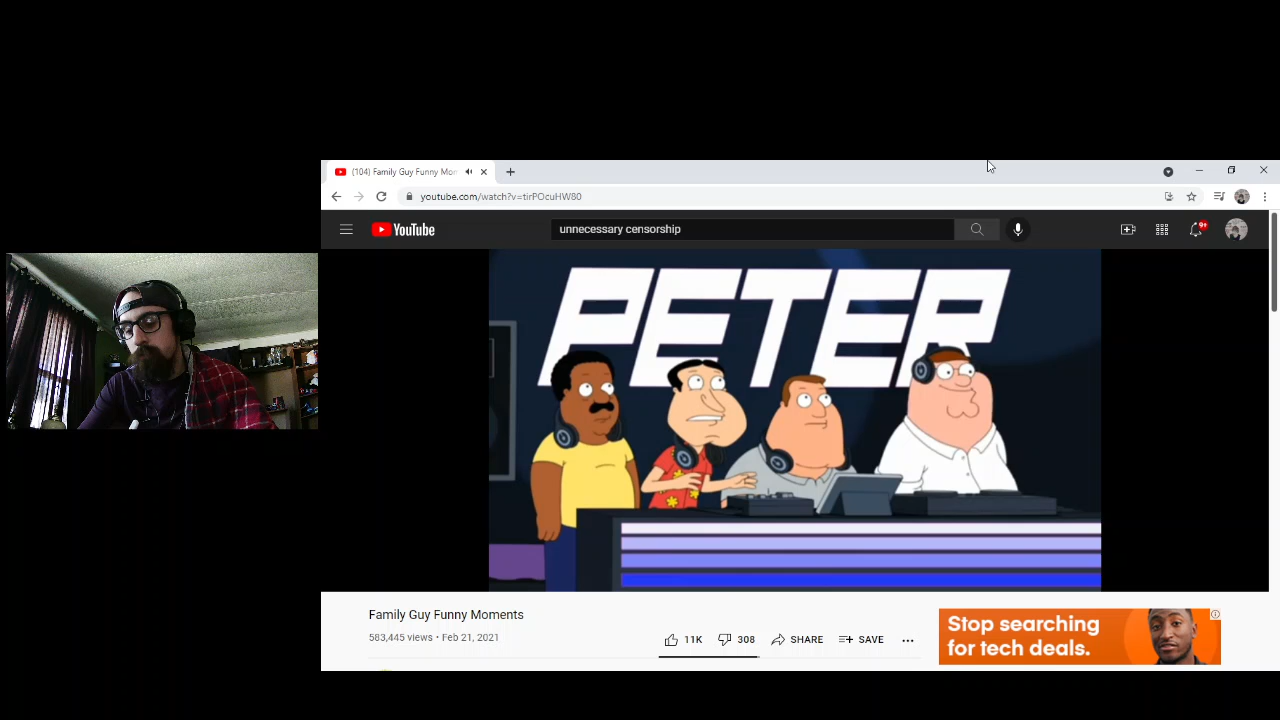 (104) Family Guy Funny Mom
youtube.com/watch?v=tirPOcuHW80
YouTube
unnecessary censorship
9+
PETER
Family Guy Funny Moments
583,445 views • Feb 21, 2021
11K 308 SHARE SAVE
Stop searching
for tech deals.